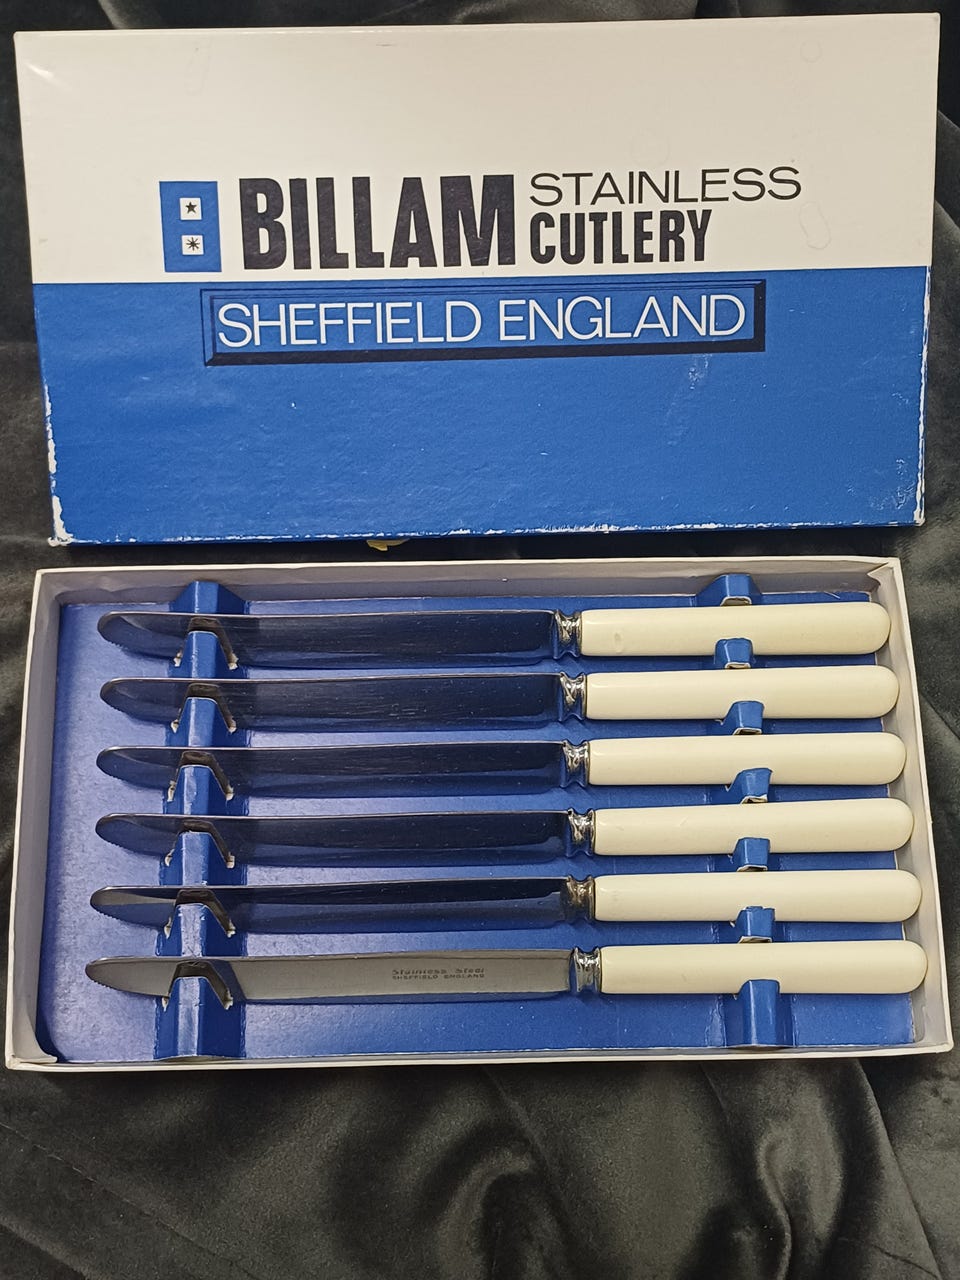 BILLAM STAINLESS
CUTLERY
SHEFFIELD ENGLAND
Stainless Steel
SHEFFIELD ENGLAND